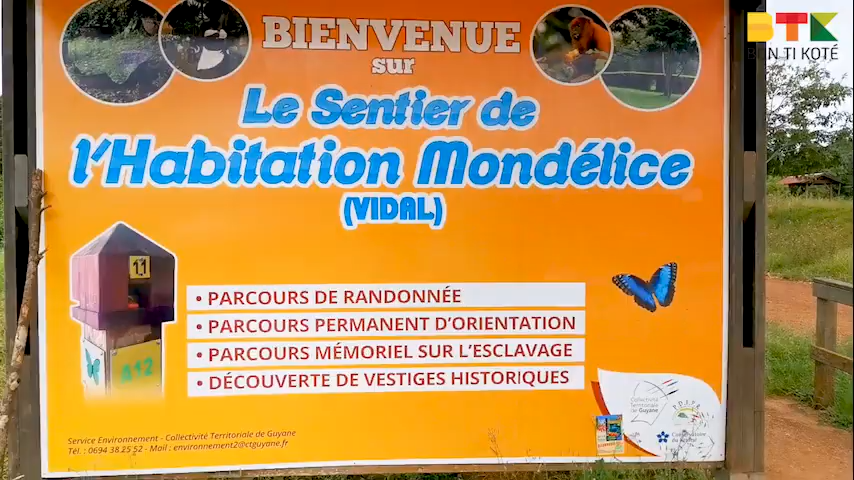 BTK
BON TI KOTÉ
BIENVENUE
sur
Le Sentier de
l'Habitation Mondélice
(VIDAL)
11
A12
• PARCOURS DE RANDONNÉE
• PARCOURS PERMANENT D'ORIENTATION
• PARCOURS MÉMORIEL SUR L'ESCLAVAGE
• DÉCOUVERTE DE VESTIGES HISTORIQUES
Collectivité
Territoriale
de Guyane
Service Environnement - Collectivité Territoriale de Guyane
Tél. : 0694 38 25 52 - Mail : environnement2@ctguyane.fr